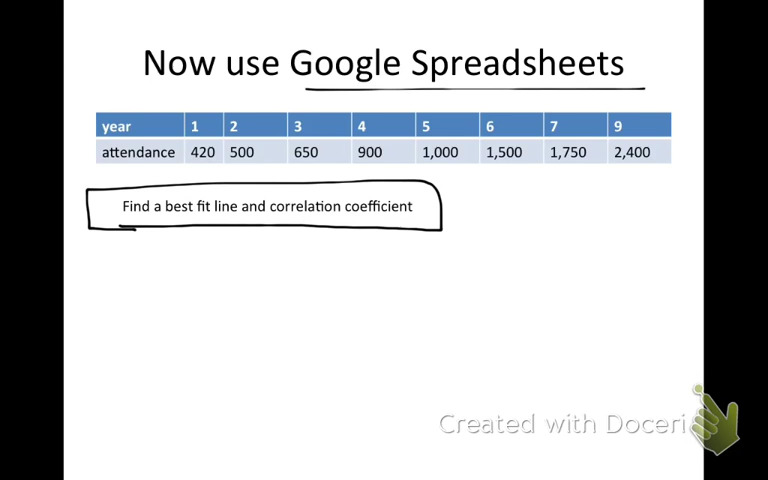 Now use Google Spreadsheets
year 1 2 3 4 5 6 7 9
attendance 420 500 650 900 1,000 1,500 1,750 2,400
Find a best fit line and correlation coefficient
Created with Doceri